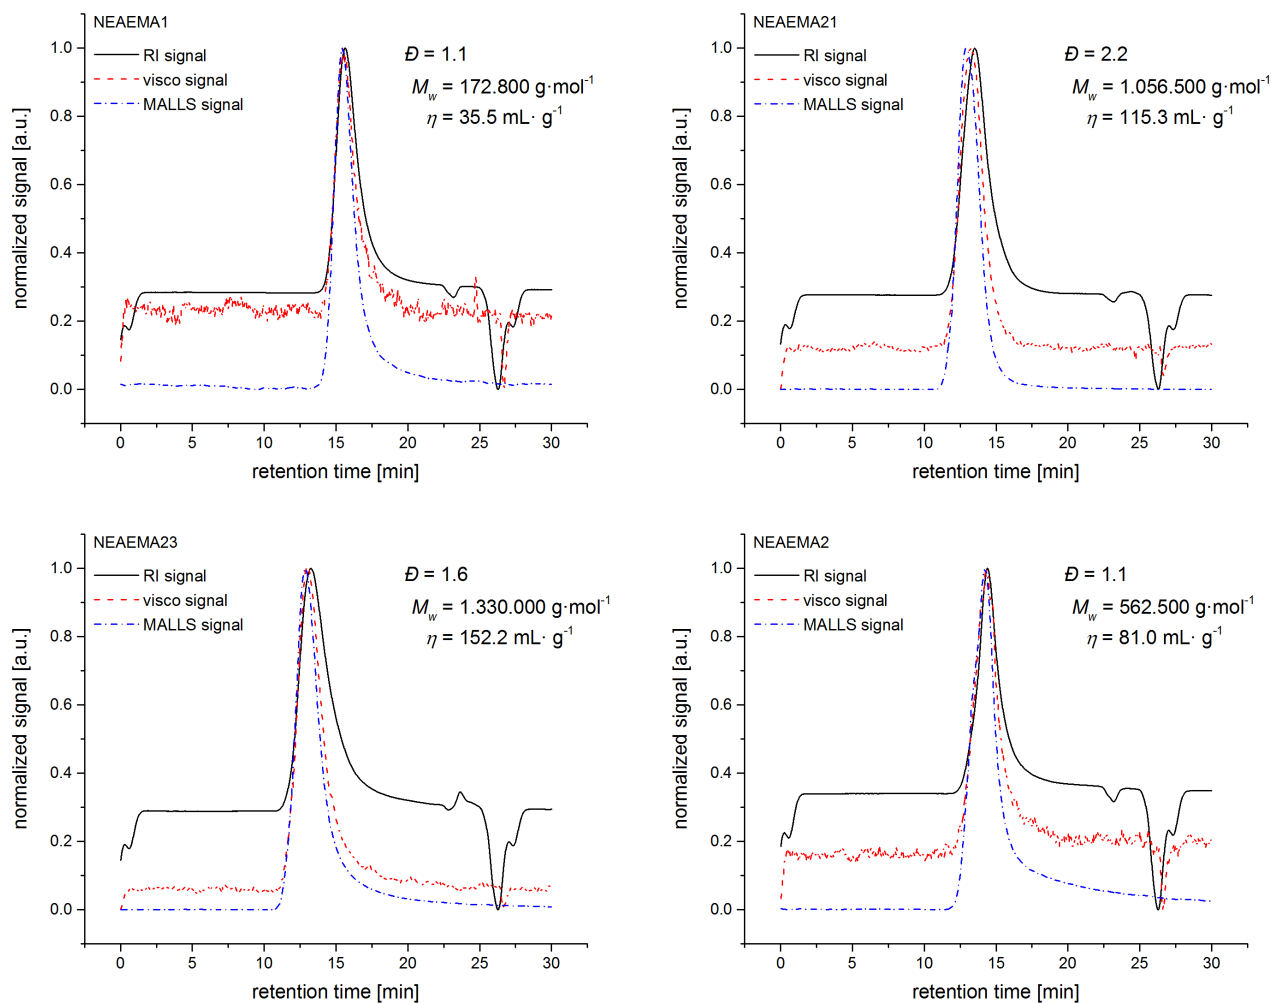 NEAEMA1
RI signal
visco signal
MALLS signal
Đ = 1.1
Mw = 172.800 g·mol-1
η = 35.5 mL· g-1
normalized signal [a.u.]
1.0
0.8
0.6
0.4
0.2
0.0
0 5 10 15 20 25 30
retention time [min]
NEAEMA21
RI signal
visco signal
MALLS signal
Đ = 2.2
Mw = 1.056.500 g·mol-1
η = 115.3 mL· g-1
normalized signal [a.u.]
1.0
0.8
0.6
0.4
0.2
0.0
0 5 10 15 20 25 30
retention time [min]
NEAEMA23
RI signal
visco signal
MALLS signal
Đ = 1.6
Mw = 1.330.000 g·mol-1
η = 152.2 mL· g-1
normalized signal [a.u.]
1.0
0.8
0.6
0.4
0.2
0.0
0 5 10 15 20 25 30
retention time [min]
NEAEMA2
RI signal
visco signal
MALLS signal
Đ = 1.1
Mw = 562.500 g·mol-1
η = 81.0 mL· g-1
normalized signal [a.u.]
1.0
0.8
0.6
0.4
0.2
0.0
0 5 10 15 20 25 30
retention time [min]